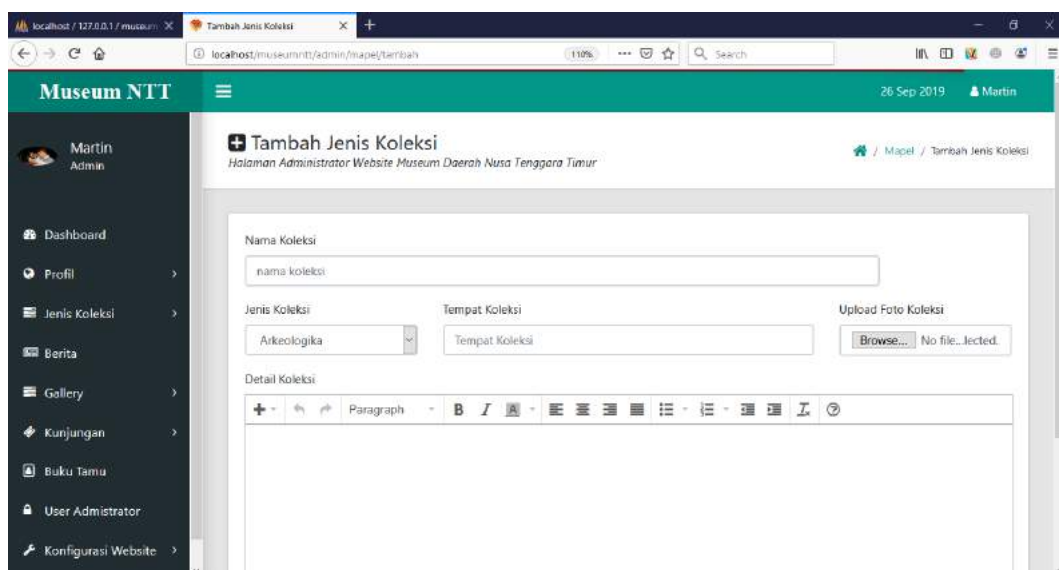 localhost / 127.0.0.1 / museum
Tambah Jenis Koleksi
localhost/museumntt/admin/mapel/tambah
110%
Search
Museum NTT
26 Sep 2019
Martin
Martin
Admin
Tambah Jenis Koleksi
Halaman Administrator Website Museum Daerah Nusa Tenggara Timur
/ Mapel / Tambah Jenis Koleksi
Dashboard
Profil
Jenis Koleksi
Berita
Gallery
Kunjungan
Buku Tamu
User Admistrator
Konfigurasi Website
Nama Koleksi
nama koleksi
Jenis Koleksi
Tempat Koleksi
Upload Foto Koleksi
Arkeologika
Tempat Koleksi
Browse... No file...lected.
Detail Koleksi
Paragraph
B I A